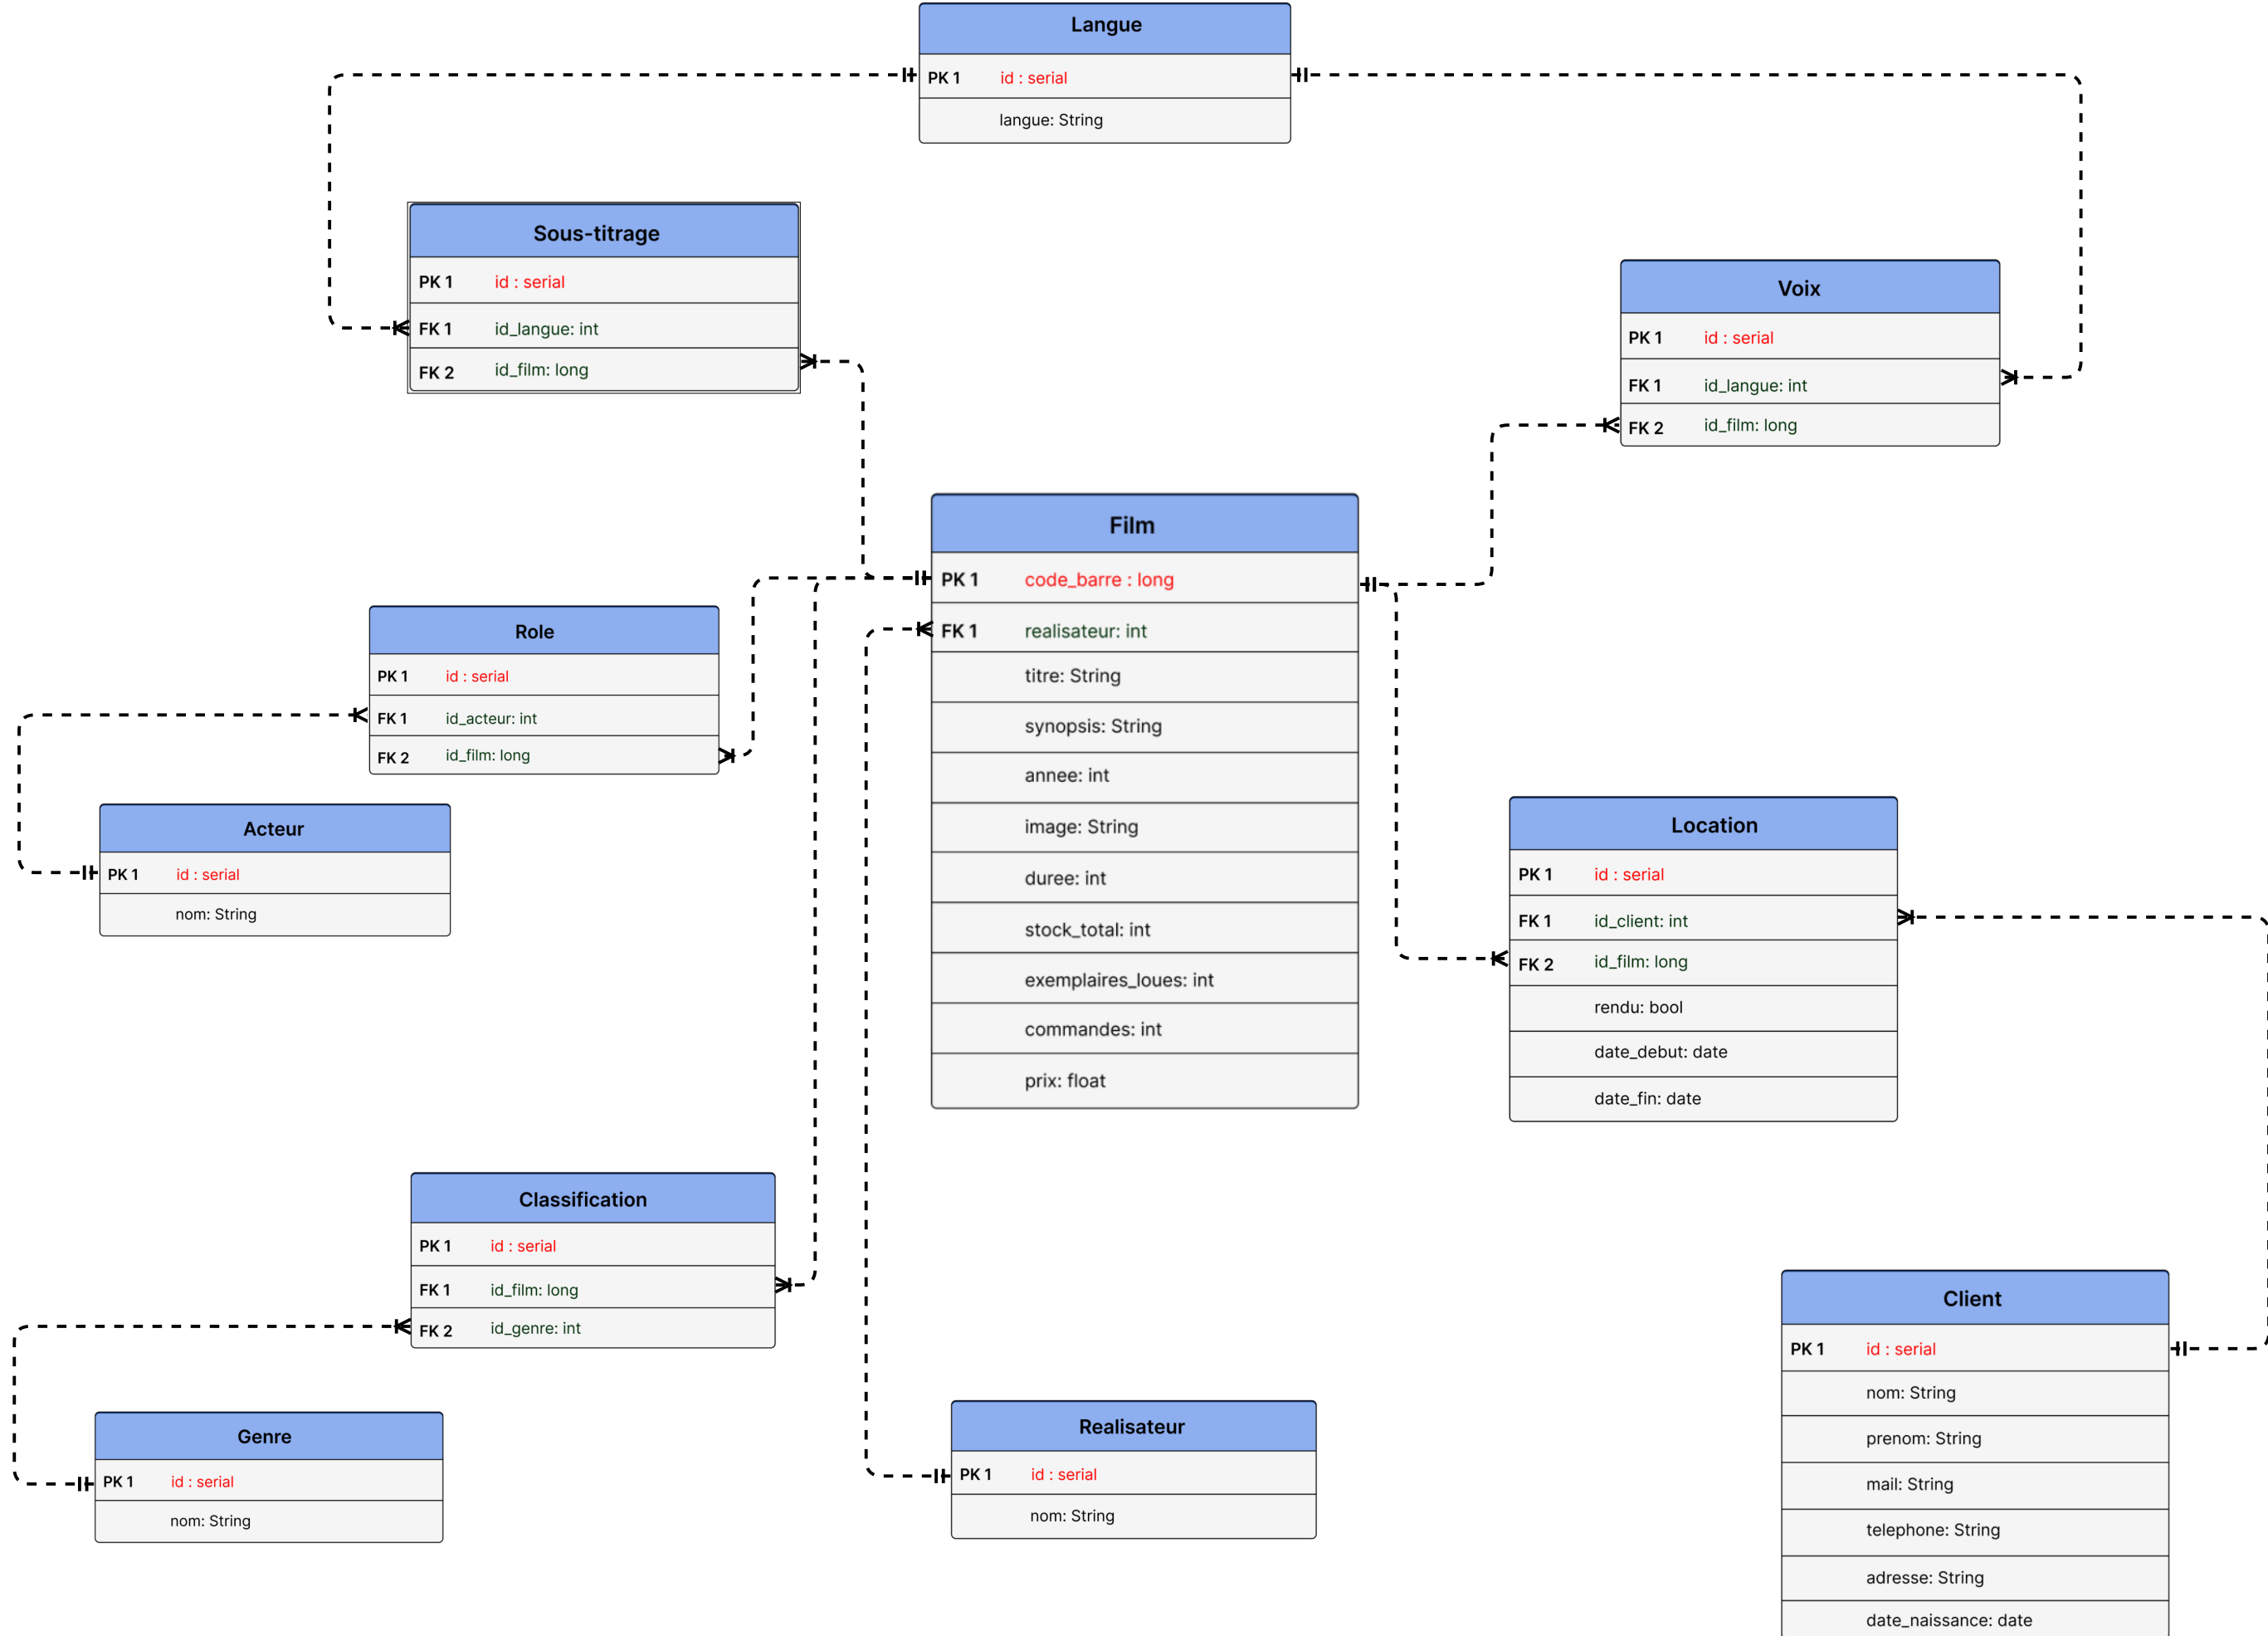 Langue
PK 1 id : serial
langue: String
Sous-titrage
PK 1 id : serial
FK 1 id_langue: int
FK 2 id_film: long
Voix
PK 1 id : serial
FK 1 id_langue: int
FK 2 id_film: long
Film
PK 1 code_barre : long
FK 1 realisateur: int
titre: String
synopsis: String
annee: int
image: String
duree: int
stock_total: int
exemplaires_loues: int
commandes: int
prix: float
Role
PK 1 id : serial
FK 1 id_acteur: int
FK 2 id_film: long
Acteur
PK 1 id : serial
nom: String
Location
PK 1 id : serial
FK 1 id_client: int
FK 2 id_film: long
rendu: bool
date_debut: date
date_fin: date
Classification
PK 1 id : serial
FK 1 id_film: long
FK 2 id_genre: int
Genre
PK 1 id : serial
nom: String
Realisateur
PK 1 id : serial
nom: String
Client
PK 1 id : serial
nom: String
prenom: String
mail: String
telephone: String
adresse: String
date_naissance: date